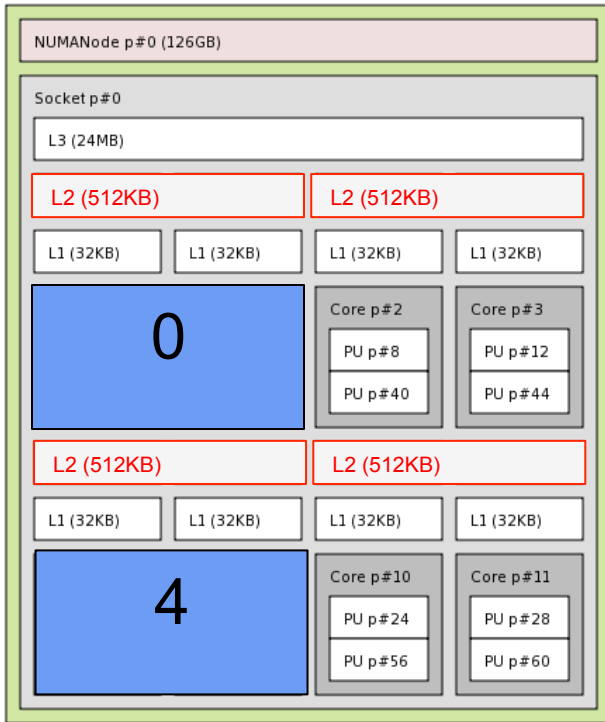 NUMANode p#0 (126GB)
Socket p#0
L3 (24MB)
L2 (512KB) L2 (512KB)
L1 (32KB) L1 (32KB) L1 (32KB) L1 (32KB)
0
Core p#2 Core p#3
PU p#8 PU p#12
PU p#40 PU p#44
L2 (512KB) L2 (512KB)
L1 (32KB) L1 (32KB) L1 (32KB) L1 (32KB)
4
Core p#10 Core p#11
PU p#24 PU p#28
PU p#56 PU p#60